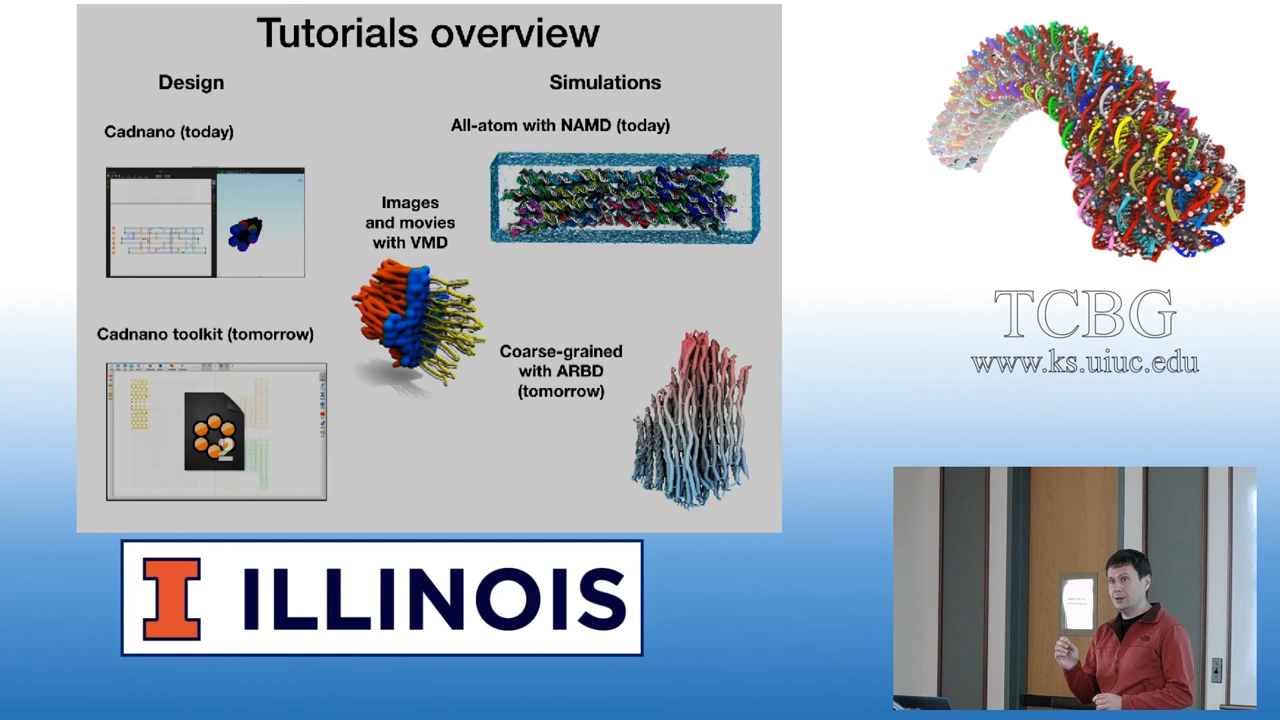 Tutorials overview
Design
Cadnano (today)
Cadnano toolkit (tomorrow)
2
Images
and movies
with VMD
Simulations
All-atom with NAMD (today)
Coarse-grained
with ARBD
(tomorrow)
I ILLINOIS
TCBG
www.ks.uiuc.edu